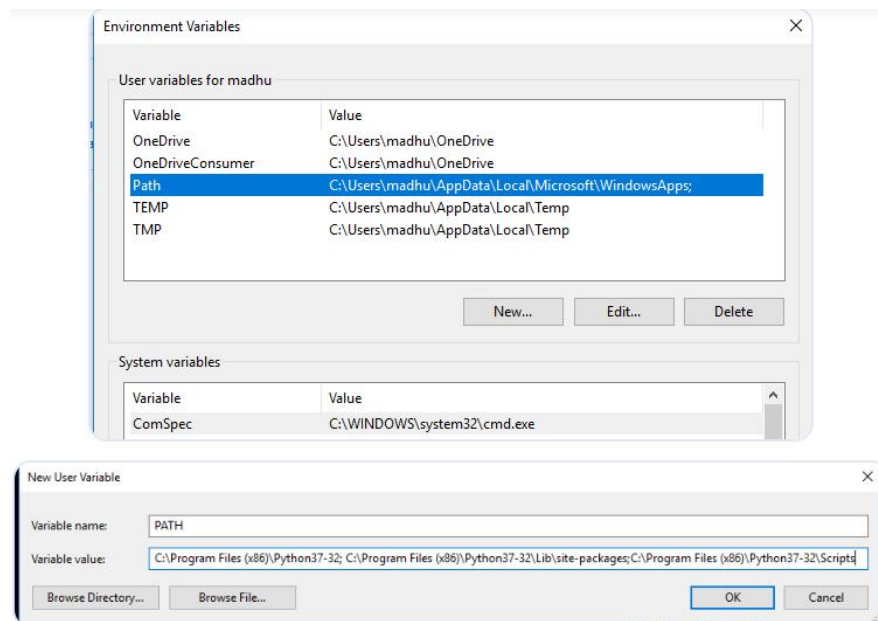 Environment Variables
User variables for madhu
Variable Value
OneDrive C:\Users\madhu\OneDrive
OneDriveConsumer C:\Users\madhu\OneDrive
Path C:\Users\madhu\AppData\Local\Microsoft\WindowsApps;
TEMP C:\Users\madhu\AppData\Local\Temp
TMP C:\Users\madhu\AppData\Local\Temp
New... Edit... Delete
System variables
Variable Value
ComSpec C:\WINDOWS\system32\cmd.exe
New User Variable
Variable name: PATH
Variable value: C:\Program Files (x86)\Python37-32; C:\Program Files (x86)\Python37-32\Lib\site-packages;C:\Program Files (x86)\Python37-32\Scripts
Browse Directory... Browse File... OK Cancel